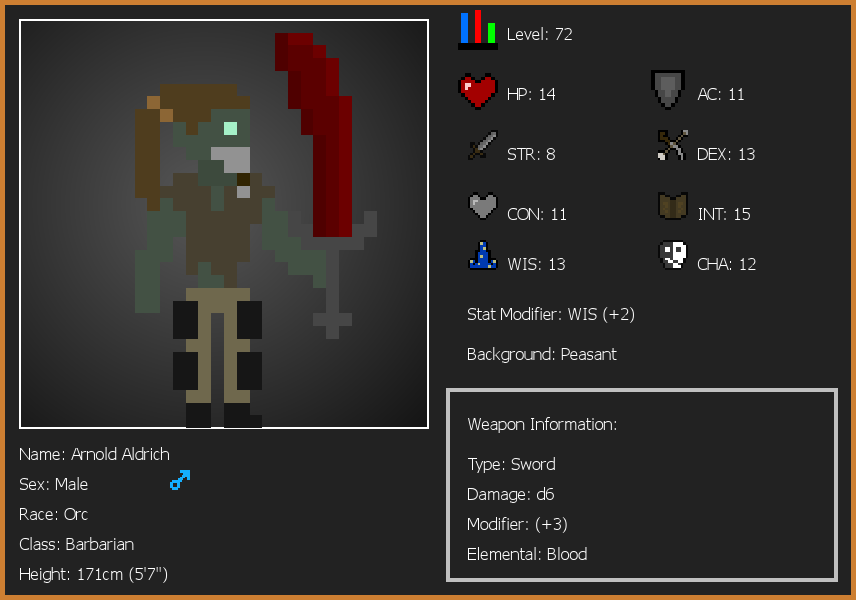 Level: 72
HP: 14
AC: 11
STR: 8
DEX: 13
CON: 11
INT: 15
WIS: 13
CHA: 12
Stat Modifier: WIS (+2)
Background: Peasant
Weapon Information:
Type: Sword
Damage: d6
Modifier: (+3)
Elemental: Blood
Name: Arnold Aldrich
Sex: Male
Race: Orc
Class: Barbarian
Height: 171cm (5'7")